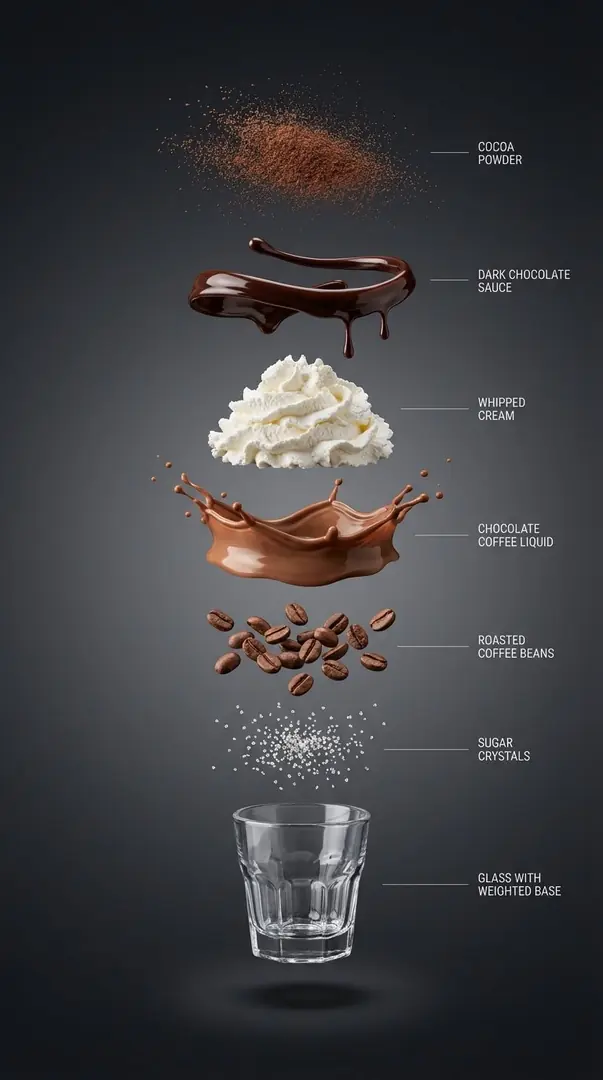 COCOA
POWDER
DARK CHOCOLATE
SAUCE
WHIPPED
CREAM
CHOCOLATE
COFFEE LIQUID
ROASTED
COFFEE BEANS
SUGAR
CRYSTALS
GLASS WITH
WEIGHTED BASE